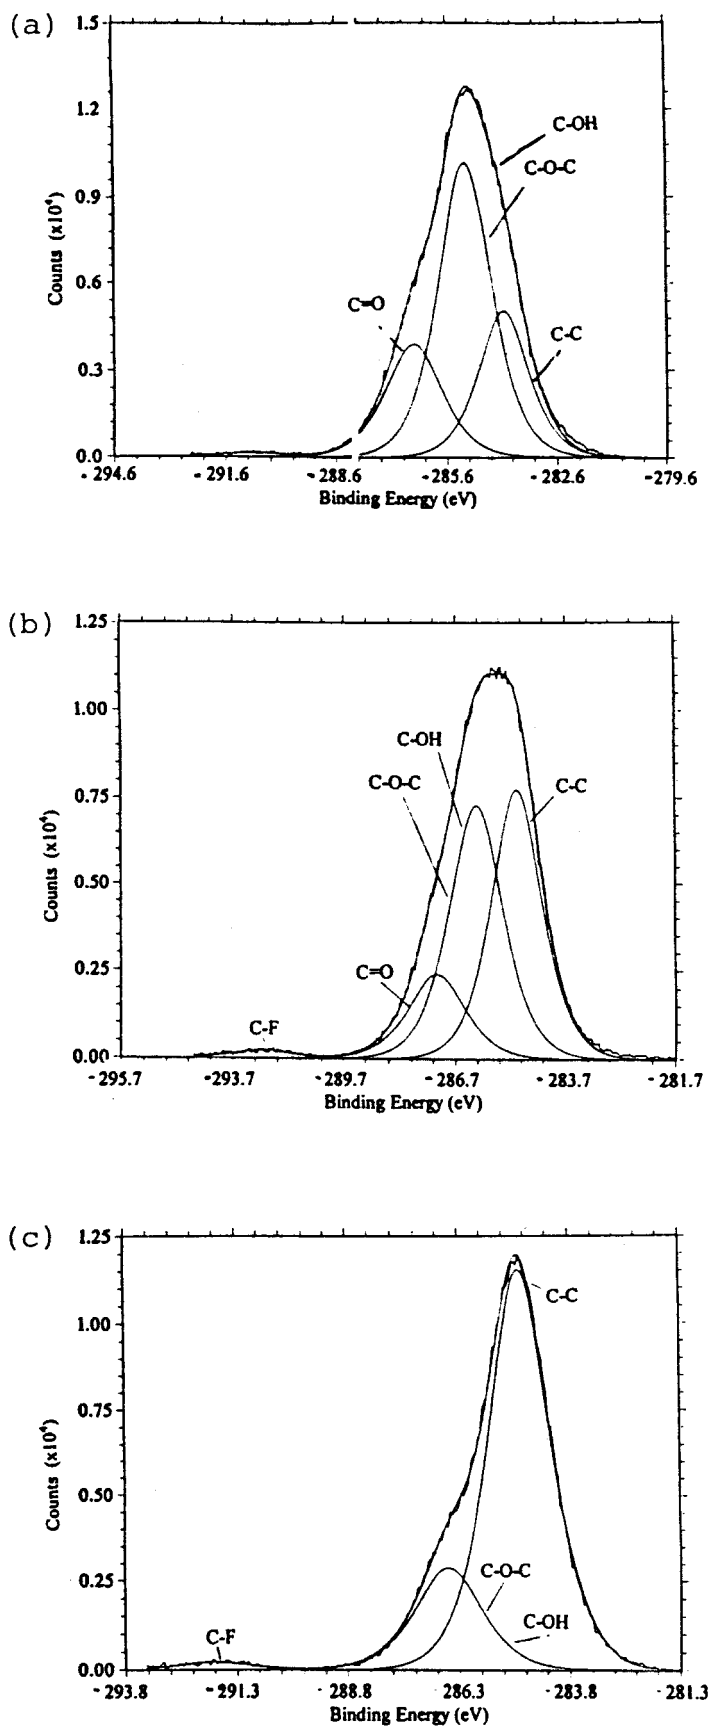 (a)
1.5
1.2
0.9
0.6
0.3
0.0
Counts (x10⁴)
C-OH
C-O-C
C=O
C-C
-294.6 -291.6 -288.6 -285.6 -282.6 -279.6
Binding Energy (eV)
(b)
1.25
1.00
0.75
0.50
0.25
0.00
Counts (x10⁴)
C-OH
C-O-C
C-C
C=O
C-F
-295.7 -293.7 -289.7 -286.7 -283.7 -281.7
Binding Energy (eV)
(c)
1.25
1.00
0.75
0.50
0.25
0.00
Counts (x10⁴)
C-C
C-O-C
C-OH
C-F
-293.8 -291.3 -288.8 -286.3 -283.8 -281.3
Binding Energy (eV)